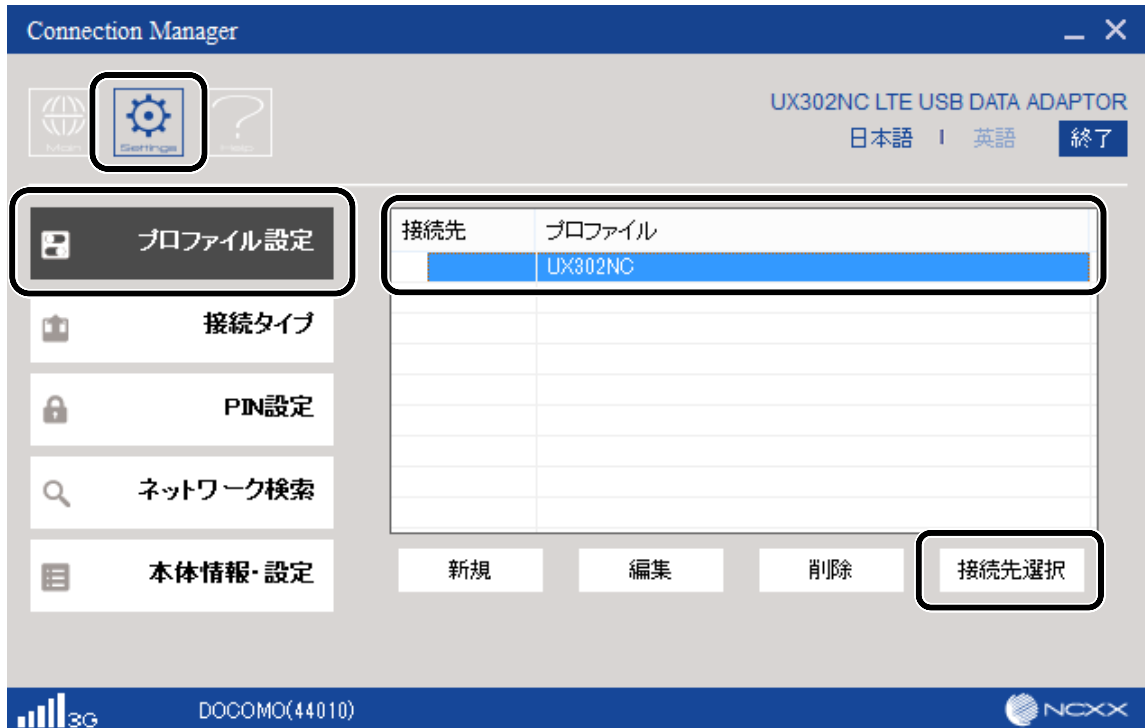 Connection Manager
Main
Settings
Help
UX302NC LTE USB DATA ADAPTOR
日本語 | 英語 終了
プロファイル設定
接続タイプ
PIN設定
ネットワーク検索
本体情報・設定
接続先 プロファイル
UX302NC
新規 編集 削除 接続先選択
3G DOCOMO(44010) NCXX